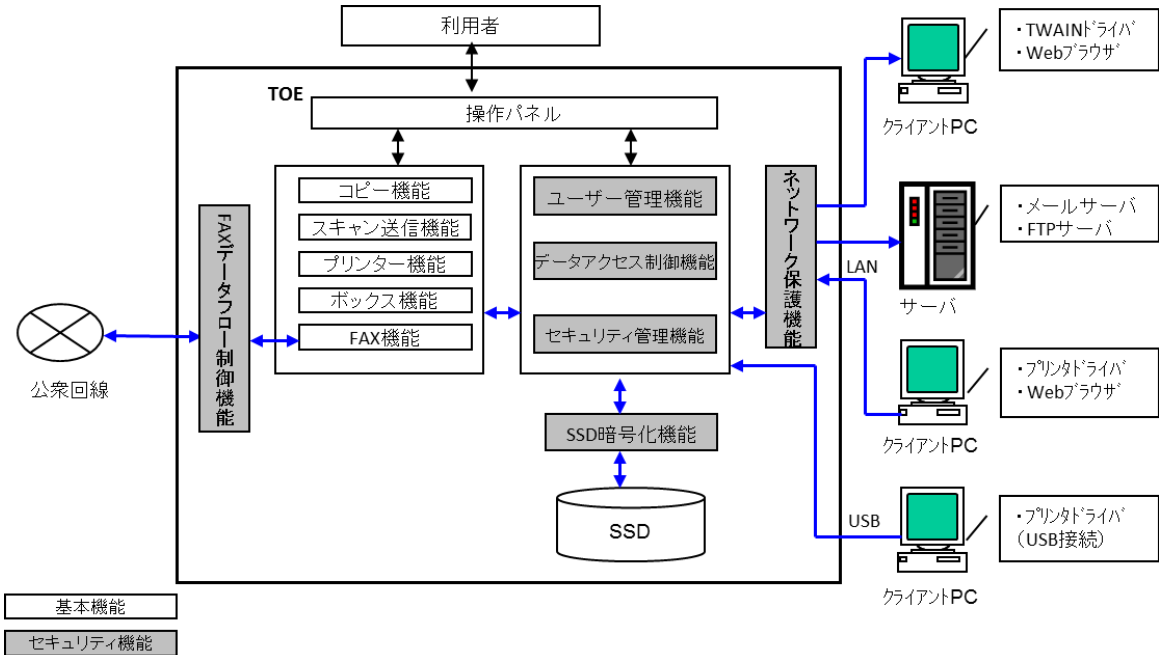 利用者
TOE
操作パネル
コピー機能
スキャン送信機能
プリンター機能
ボックス機能
FAX機能
ユーザー管理機能
データアクセス制御機能
セキュリティ管理機能
FAXデータフロー制御機能
ネットワーク保護機能
SSD暗号化機能
SSD
公衆回線
LAN
USB
・TWAINドライバ
・Webブラウザ
クライアントPC
・メールサーバ
・FTPサーバ
サーバ
・プリンタドライバ
・Webブラウザ
クライアントPC
・プリンタドライバ
(USB接続)
クライアントPC
基本機能
セキュリティ機能